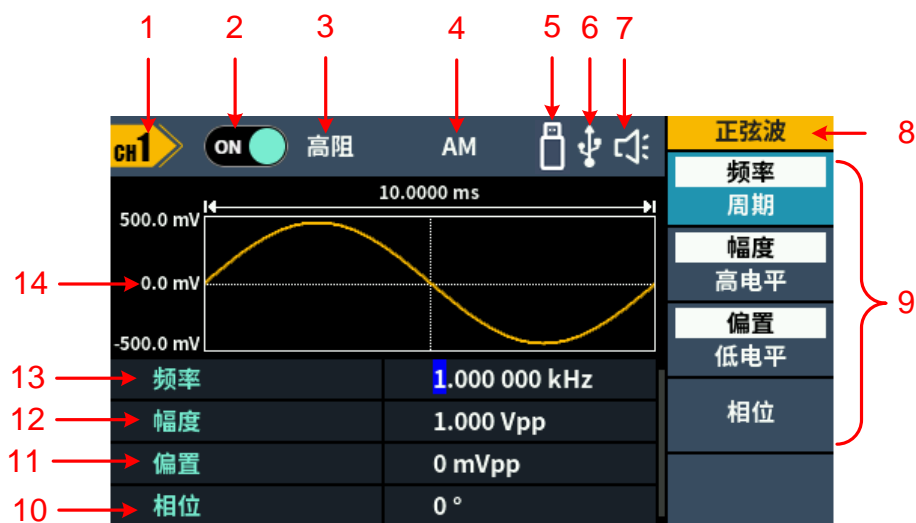 1 2 3 4 5 6 7
CH1 ON 高阻 AM
正弦波
8
10.0000 ms
频率
周期
500.0 mV
幅度
高电平
14
0.0 mV
9
偏置
低电平
-500.0 mV
13 频率 1.000 000 kHz
相位
12 幅度 1.000 Vpp
11 偏置 0 mVpp
10 相位 0 °